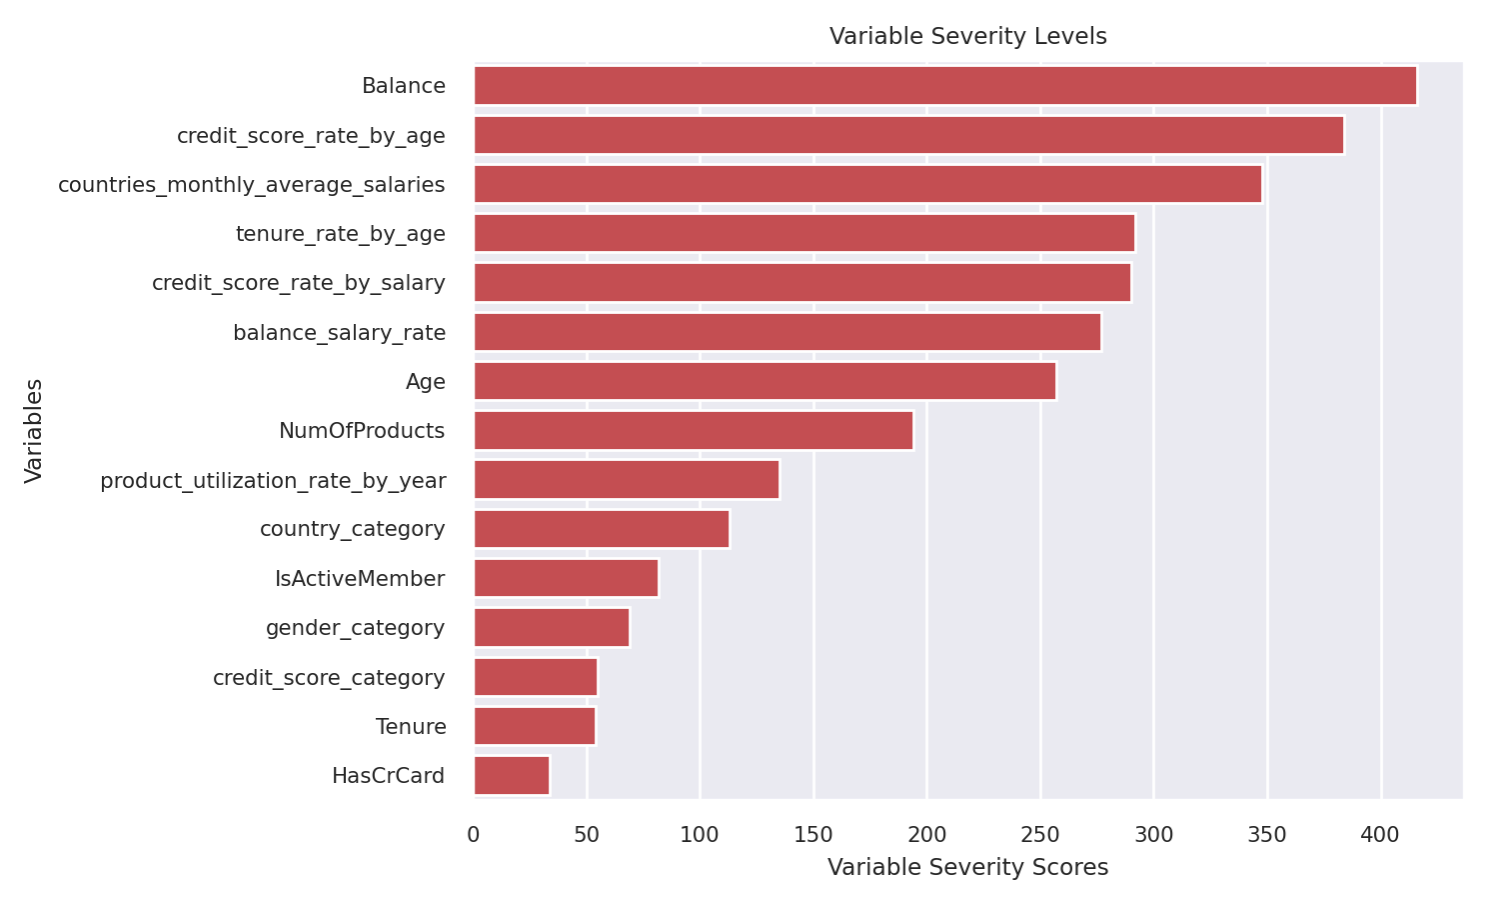 Variable Severity Levels
Balance
credit_score_rate_by_age
countries_monthly_average_salaries
tenure_rate_by_age
credit_score_rate_by_salary
balance_salary_rate
Age
NumOfProducts
product_utilization_rate_by_year
country_category
IsActiveMember
gender_category
credit_score_category
Tenure
HasCrCard
Variables
0 50 100 150 200 250 300 350 400
Variable Severity Scores